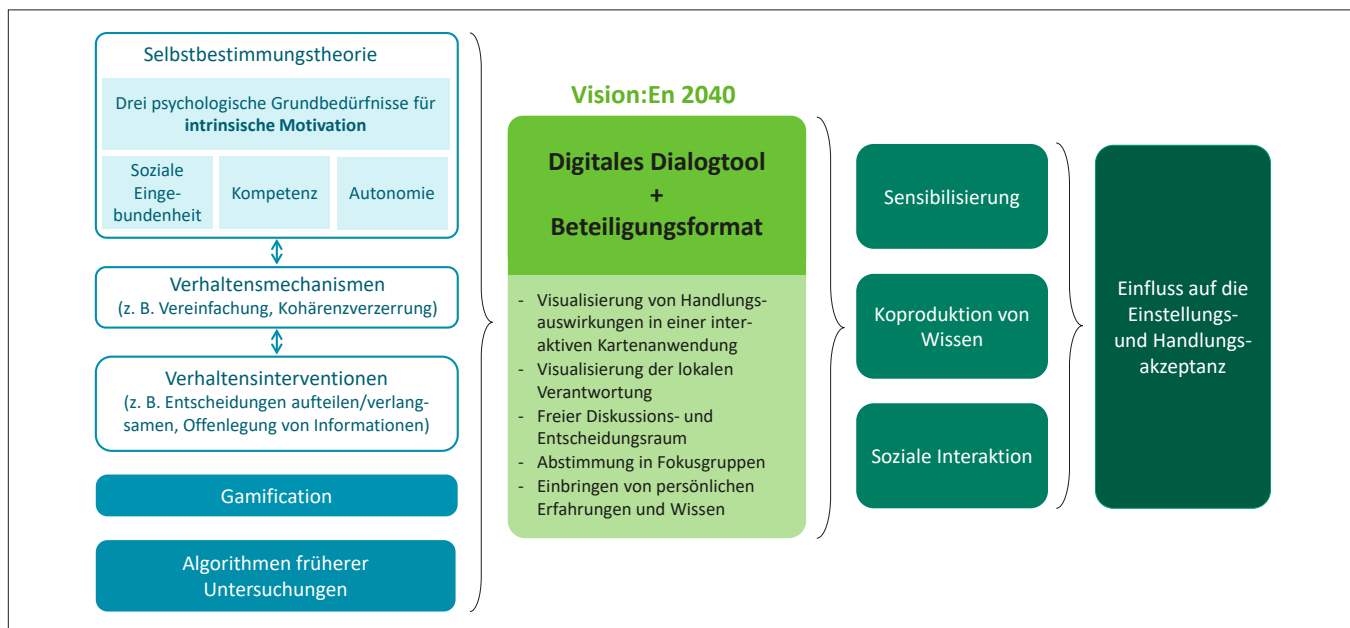 Selbstbestimmungstheorie
Drei psychologische Grundbedürfnisse für
intrinsische Motivation
Soziale
Einge-
bundenheit
Kompetenz
Autonomie
Verhaltensmechanismen
(z. B. Vereinfachung, Kohärenzverzerrung)
Verhaltensinterventionen
(z. B. Entscheidungen aufteilen/verlang-
samen, Offenlegung von Informationen)
Gamification
Algorithmen früherer
Untersuchungen
Vision:En 2040
Digitales Dialogtool
+
Beteiligungsformat
- Visualisierung von Handlungs-
auswirkungen in einer inter-
aktiven Kartenanwendung
- Visualisierung der lokalen
Verantwortung
- Freier Diskussions- und
Entscheidungsraum
- Abstimmung in Fokusgruppen
- Einbringen von persönlichen
Erfahrungen und Wissen
Sensibilisierung
Koproduktion von
Wissen
Soziale Interaktion
Einfluss auf die
Einstellungs-
und Handlungs-
akzeptanz